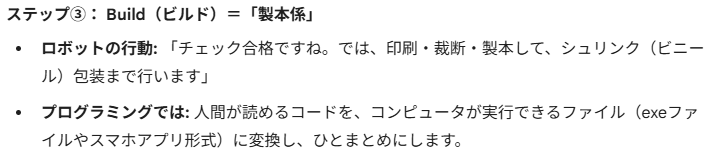 ステップ③： Build（ビルド）＝「製本係」
• ロボットの行動: 「チェック合格ですね。では、印刷・裁断・製本して、シュリンク（ビニー
ル）包装まで行います」
• プログラミングでは: 人間が読めるコードを、コンピュータが実行できるファイル（exeファ
イルやスマホアプリ形式）に変換し、ひとまとめにします。